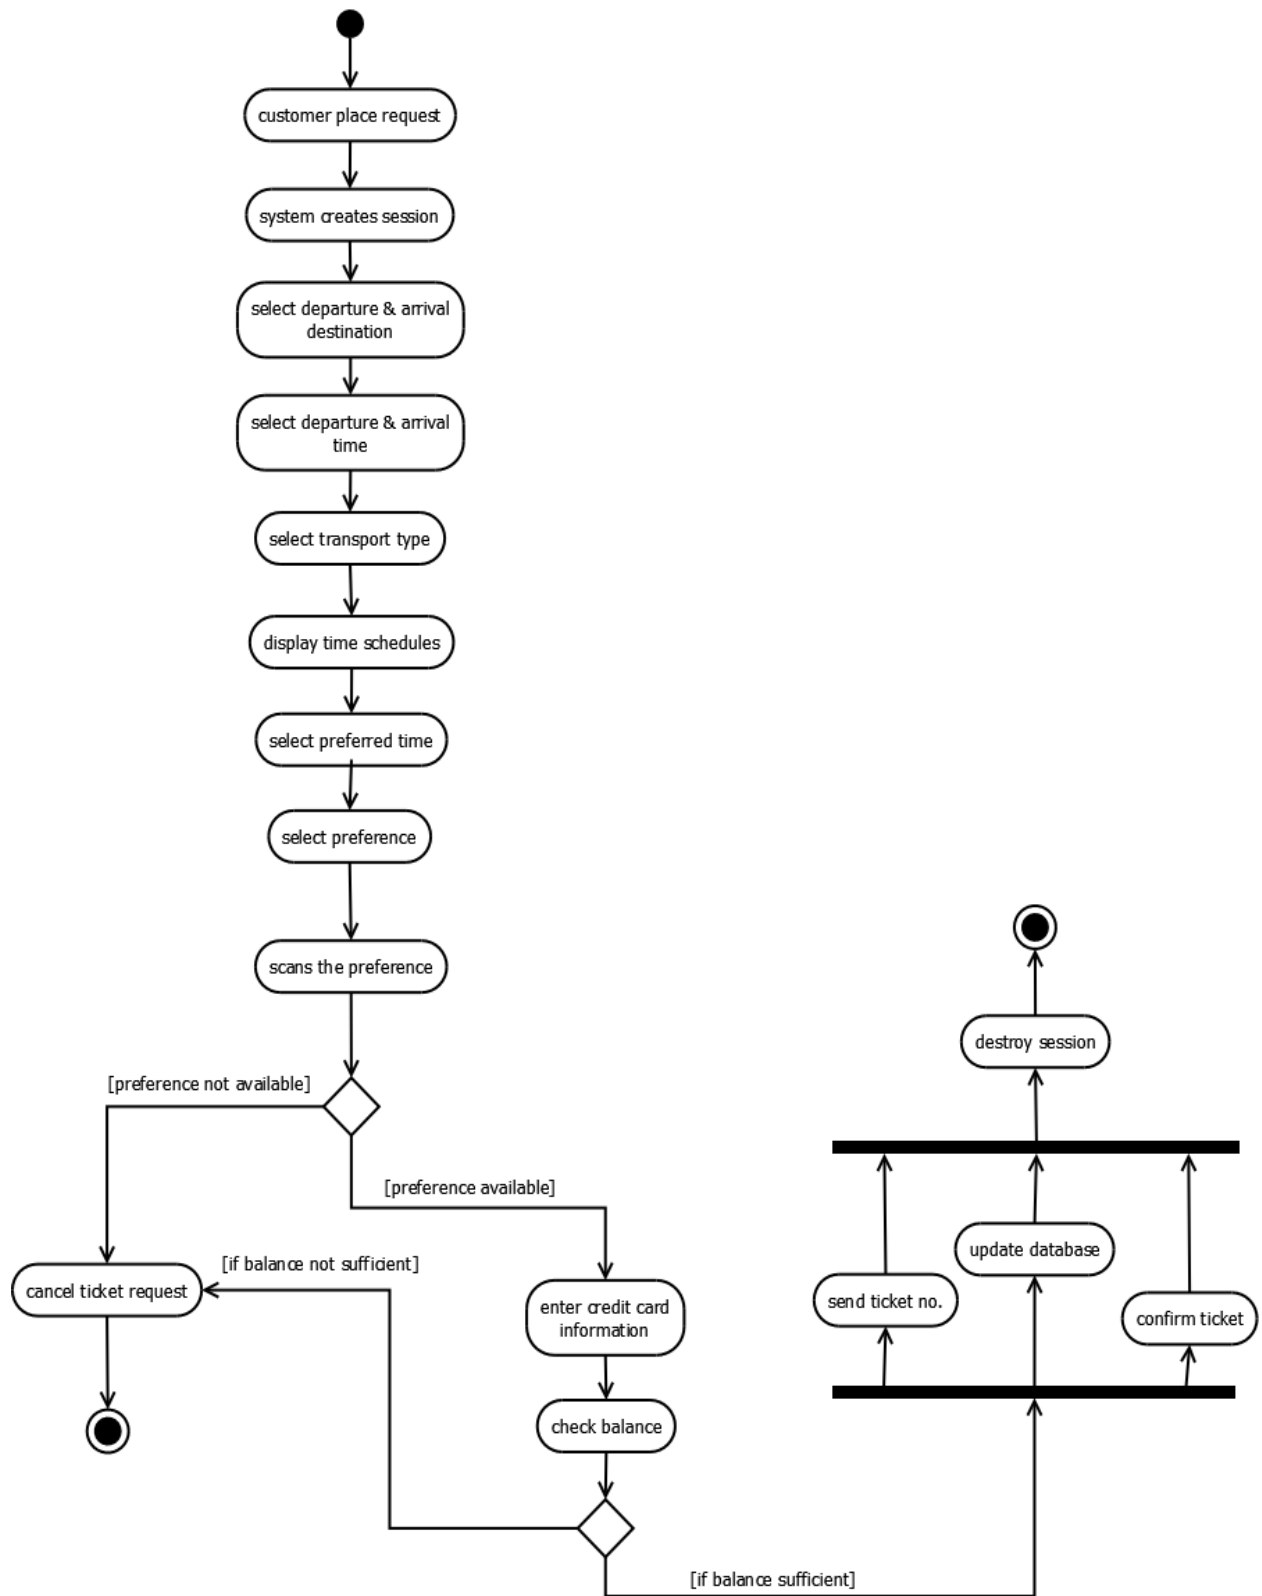 customer place request
system creates session
select departure & arrival
destination
select departure & arrival
time
select transport type
display time schedules
select preferred time
select preference
scans the preference
[preference not available]
[preference available]
cancel ticket request
[if balance not sufficient]
enter credit card
information
check balance
[if balance sufficient]
send ticket no.
update database
confirm ticket
destroy session